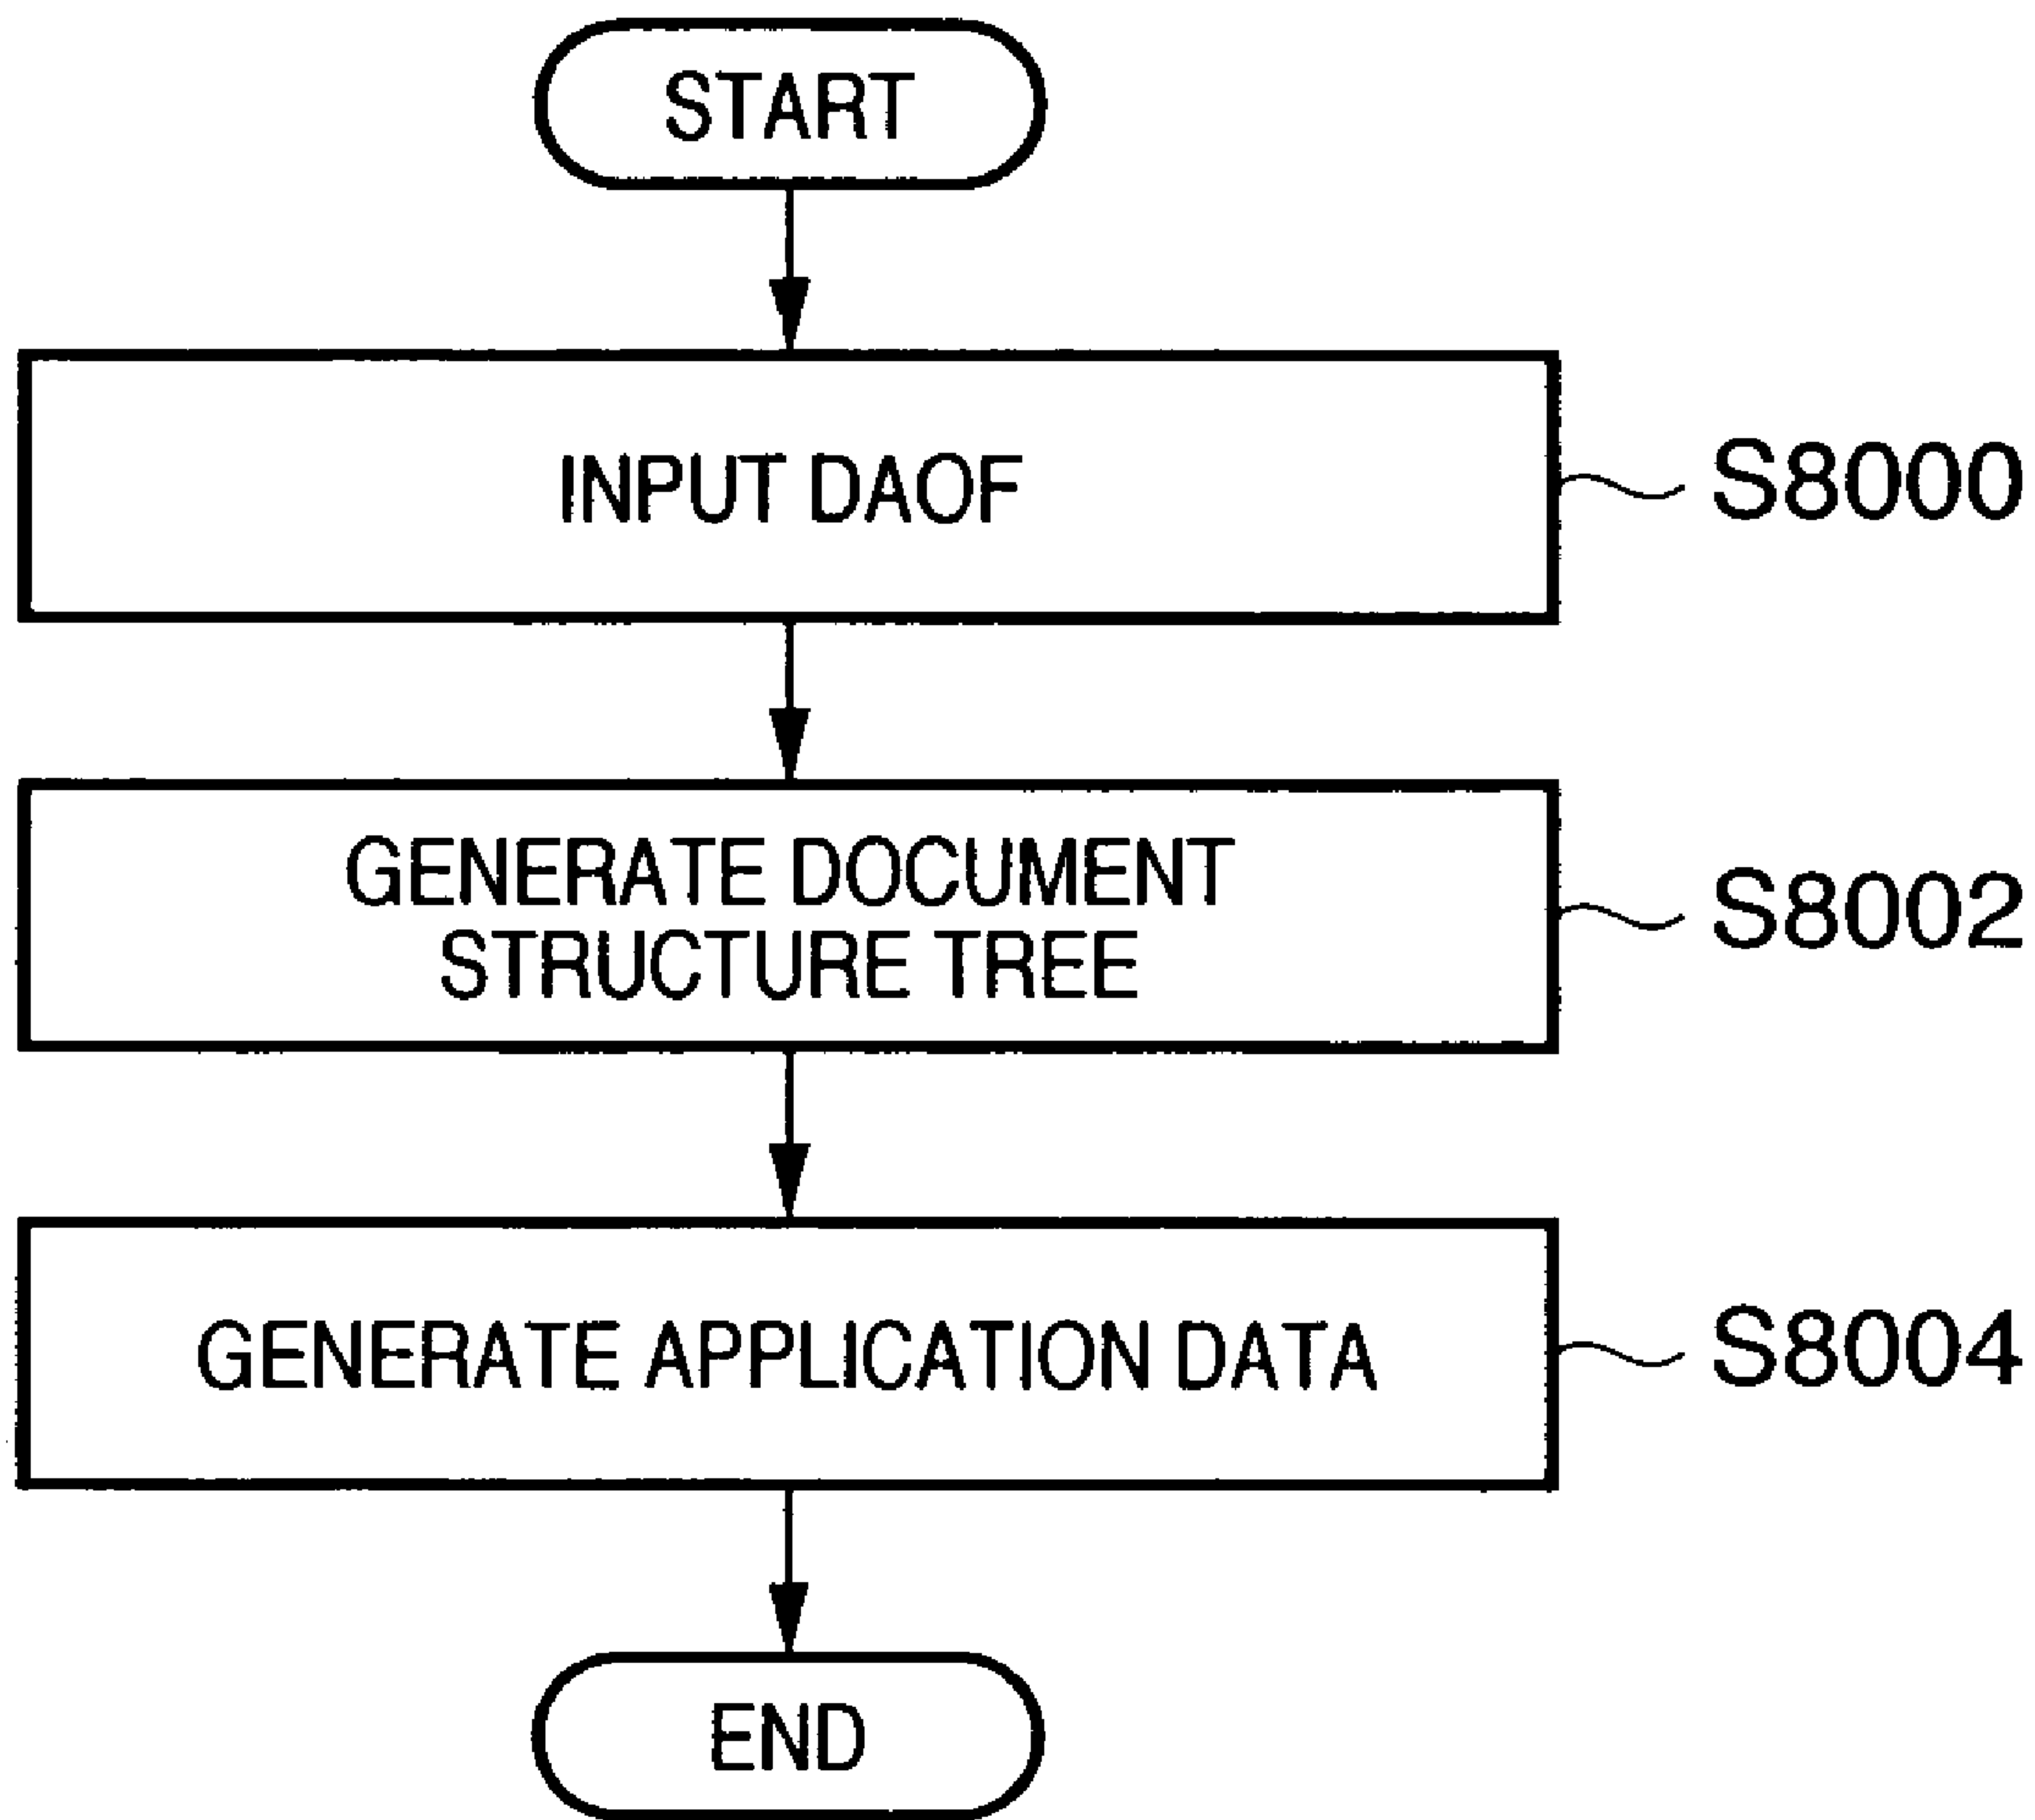 START
INPUT DAOF
S8000
GENERATE DOCUMENT
STRUCTURE TREE
S8002
GENERATE APPLICATION DATA
S8004
END